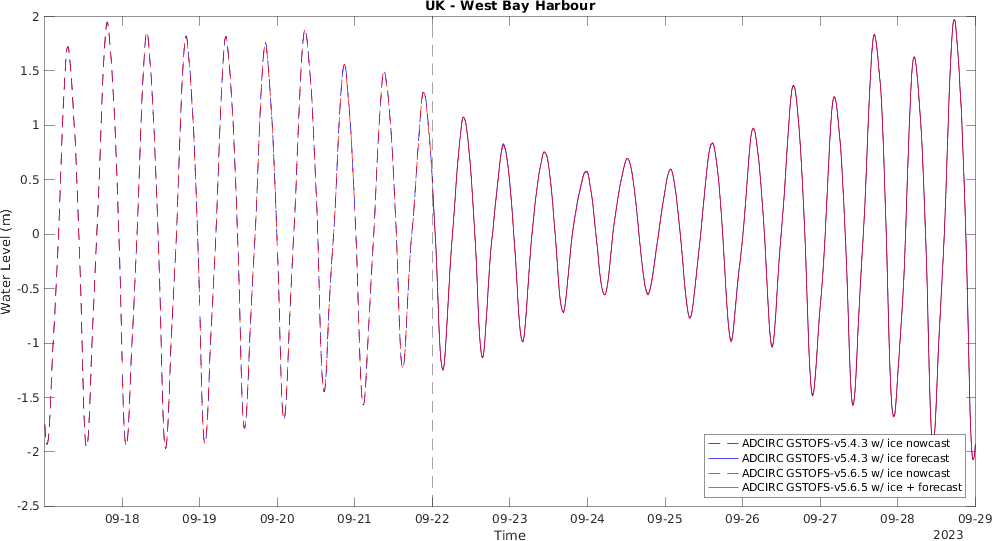 UK - West Bay Harbour
2
1.5
1
0.5
0
-0.5
-1
-1.5
-2
-2.5
Water Level (m)
ADCIRC GSTOFS-v5.4.3 w/ ice nowcast
ADCIRC GSTOFS-v5.4.3 w/ ice forecast
ADCIRC GSTOFS-v5.6.5 w/ ice nowcast
ADCIRC GSTOFS-v5.6.5 w/ ice + forecast
09-18 09-19 09-20 09-21 09-22 09-23 09-24 09-25 09-26 09-27 09-28 09-29
Time
2023